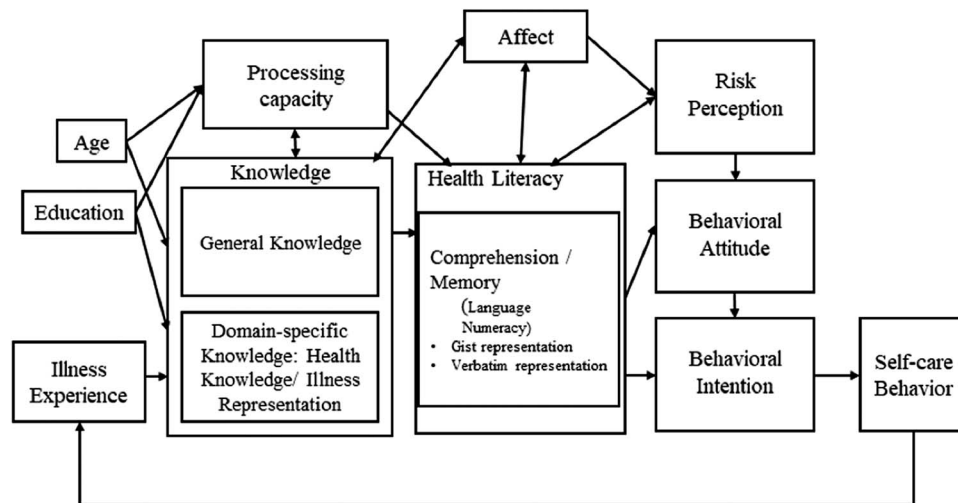 Affect
Processing
capacity
Risk
Perception
Age
Education
Knowledge
General Knowledge
Domain-specific
Knowledge: Health
Knowledge/ Illness
Representation
Illness
Experience
Health Literacy
Comprehension /
Memory
(Language
Numeracy)
• Gist representation
• Verbatim representation
Behavioral
Attitude
Behavioral
Intention
Self-care
Behavior